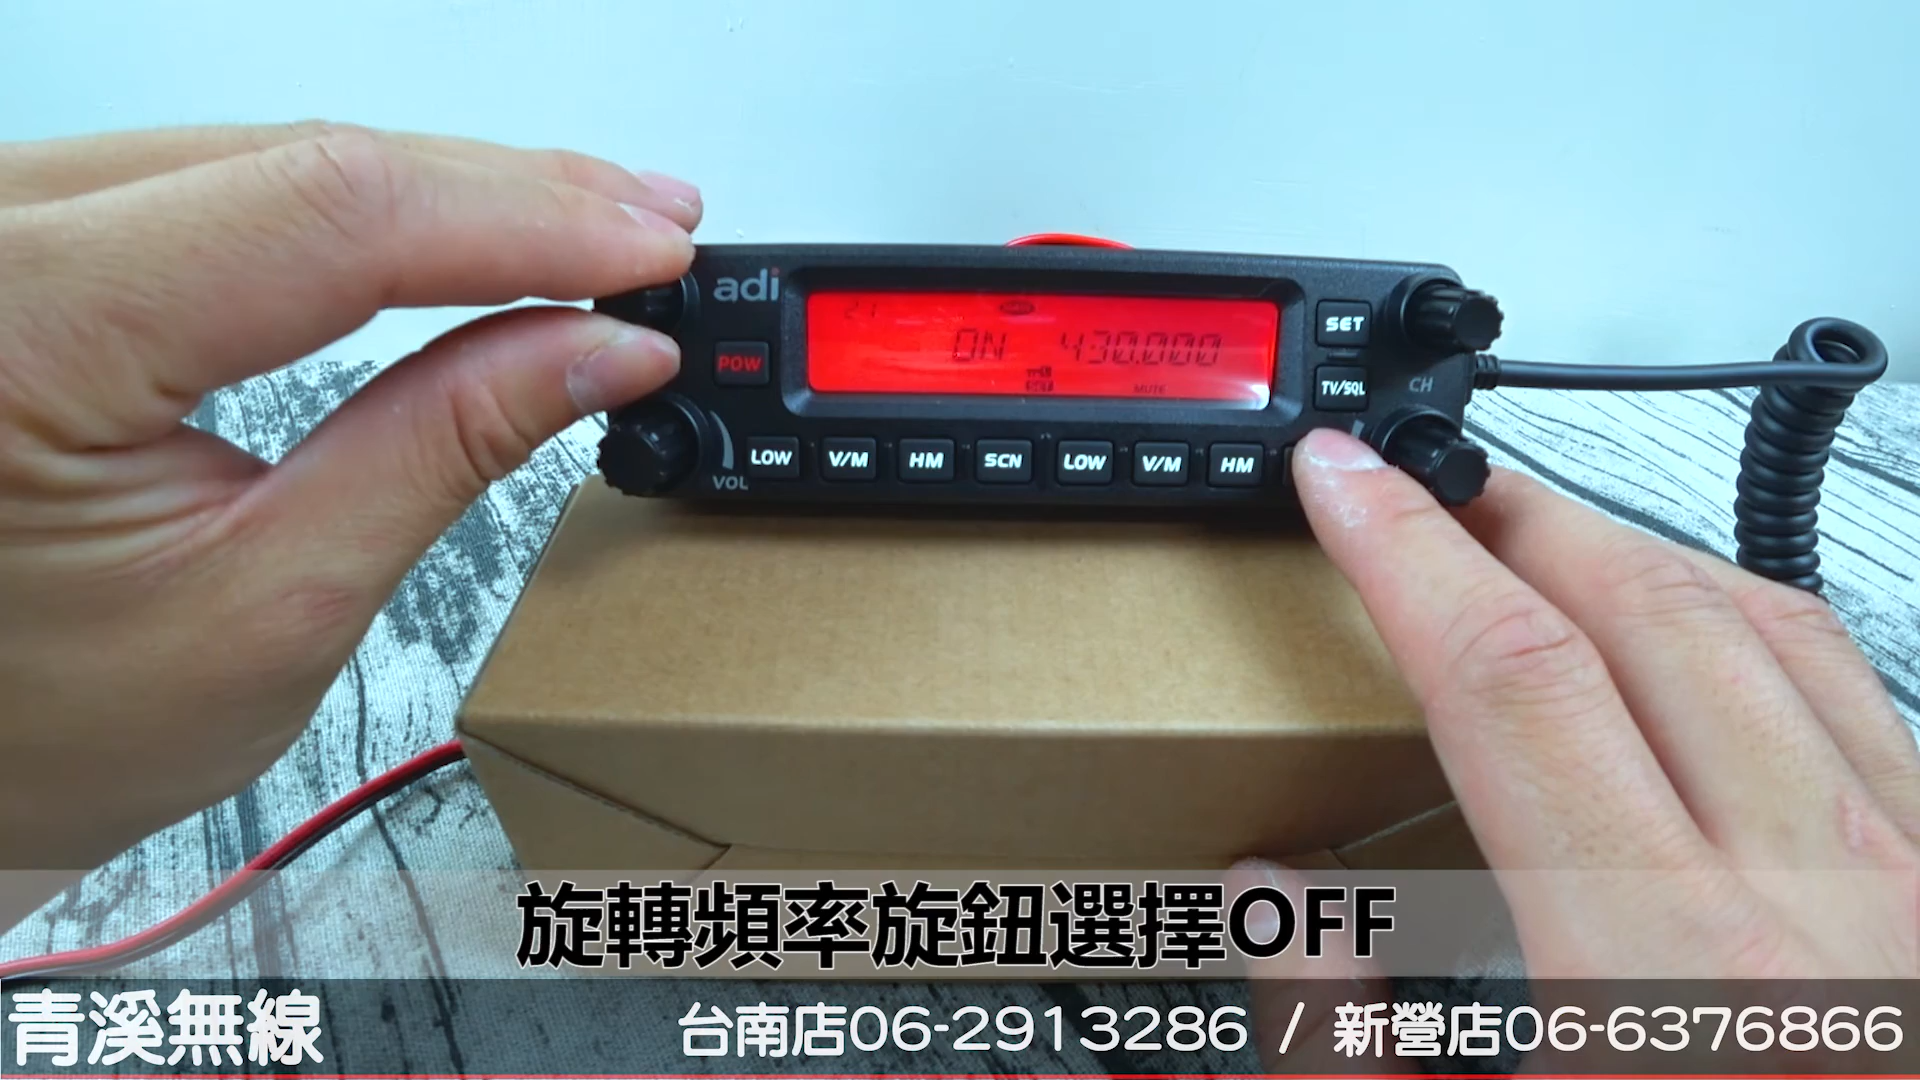 adi
21
ON 430.000
MUTE
SET
POW
TV/SQL
CH
LOW V/M HM SCN LOW V/M HM
VOL
旋轉頻率旋鈕選擇OFF
青溪無線
台南店06-2913286 / 新營店06-6376866